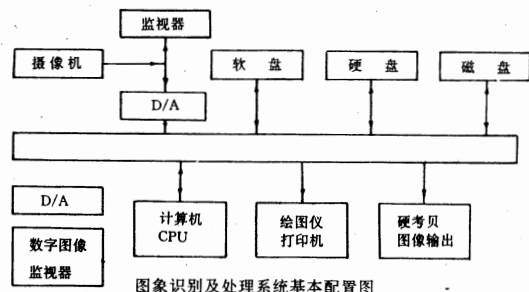 监视器
摄像机
软 盘
硬 盘
磁 盘
D/A
D/A
计算机
CPU
绘图仪
打印机
硬考贝
图像输出
数字图像
监视器
图象识别及处理系统基本配置图